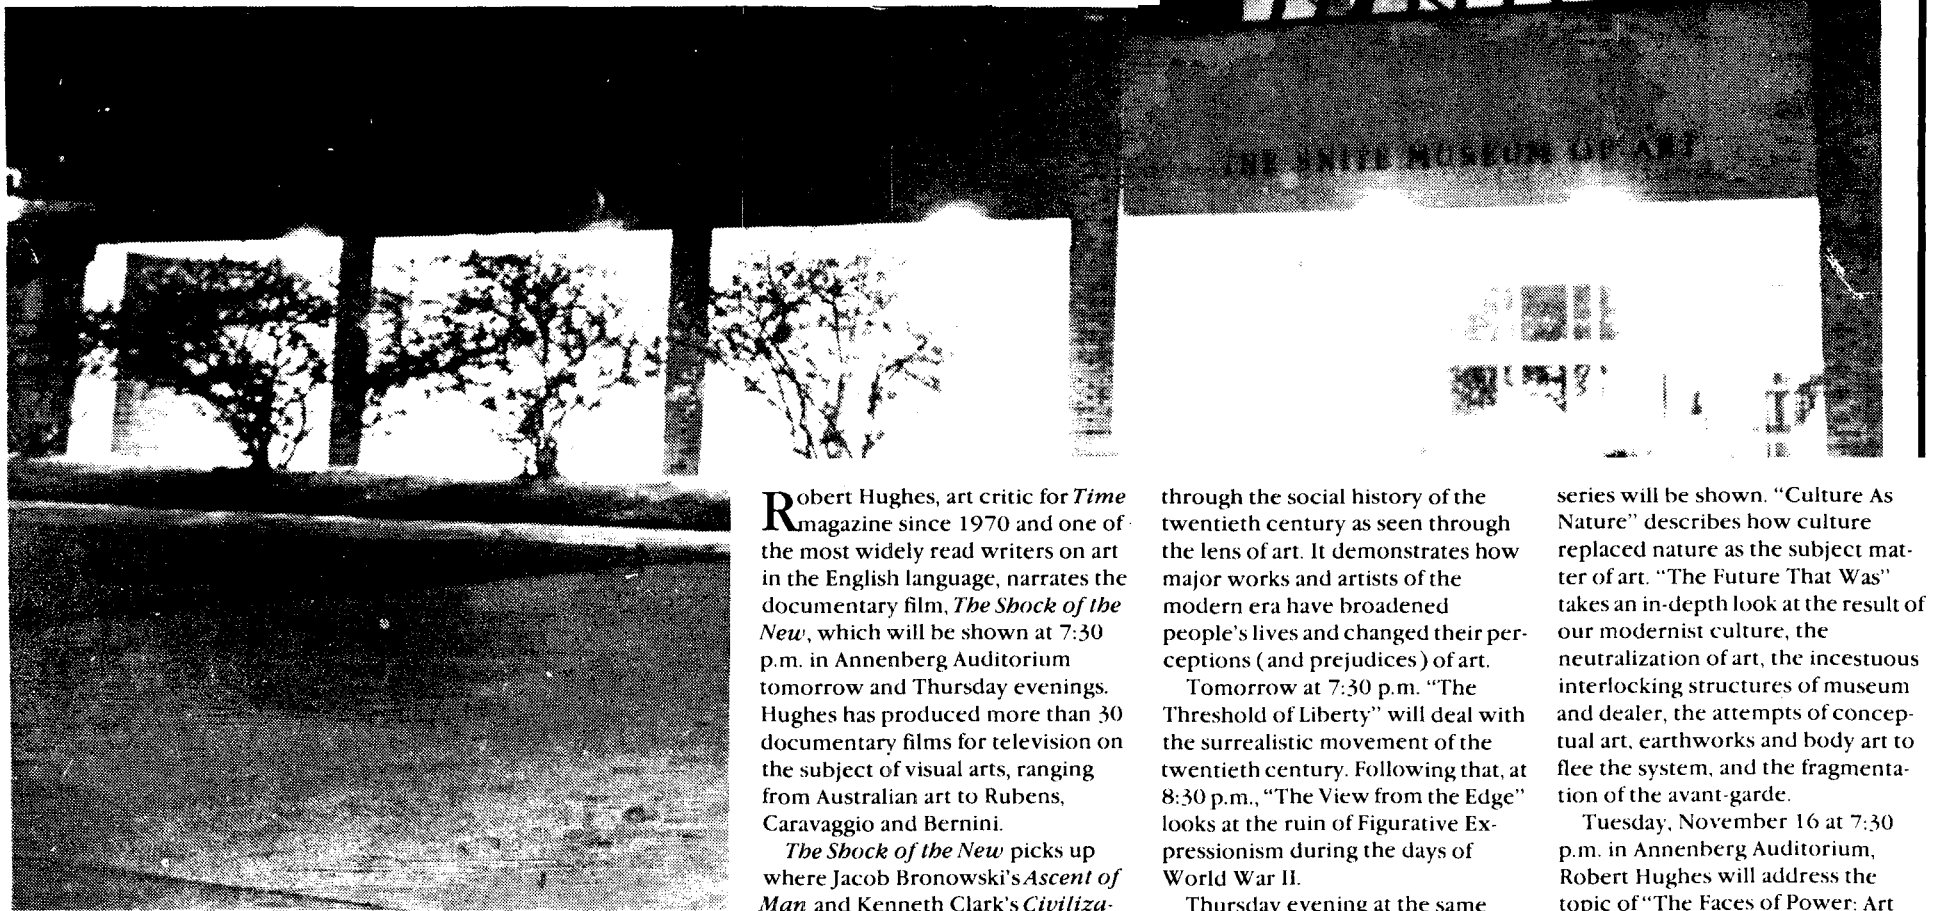 THE SNITE MUSEUM OF ART
Robert Hughes, art critic for Time
magazine since 1970 and one of
the most widely read writers on art
in the English language, narrates the
documentary film, The Shock of the
New, which will be shown at 7:30
p.m. in Annenberg Auditorium
tomorrow and Thursday evenings.
Hughes has produced more than 30
documentary films for television on
the subject of visual arts, ranging
from Australian art to Rubens,
Caravaggio and Bernini.
The Shock of the New picks up
where Jacob Bronowski's Ascent of
Man and Kenneth Clark's Civiliza-
through the social history of the
twentieth century as seen through
the lens of art. It demonstrates how
major works and artists of the
modern era have broadened
people's lives and changed their per-
ceptions (and prejudices) of art.
Tomorrow at 7:30 p.m. "The
Threshold of Liberty" will deal with
the surrealistic movement of the
twentieth century. Following that, at
8:30 p.m., "The View from the Edge"
looks at the ruin of Figurative Ex-
pressionism during the days of
World War II.
Thursday evening at the same
series will be shown. "Culture As
Nature" describes how culture
replaced nature as the subject mat-
ter of art. "The Future That Was"
takes an in-depth look at the result of
our modernist culture, the
neutralization of art, the incestuous
interlocking structures of museum
and dealer, the attempts of concep-
tual art, earthworks and body art to
flee the system, and the fragmenta-
tion of the avant-garde.
Tuesday, November 16 at 7:30
p.m. in Annenberg Auditorium,
Robert Hughes will address the
topic of "The Faces of Power: Art